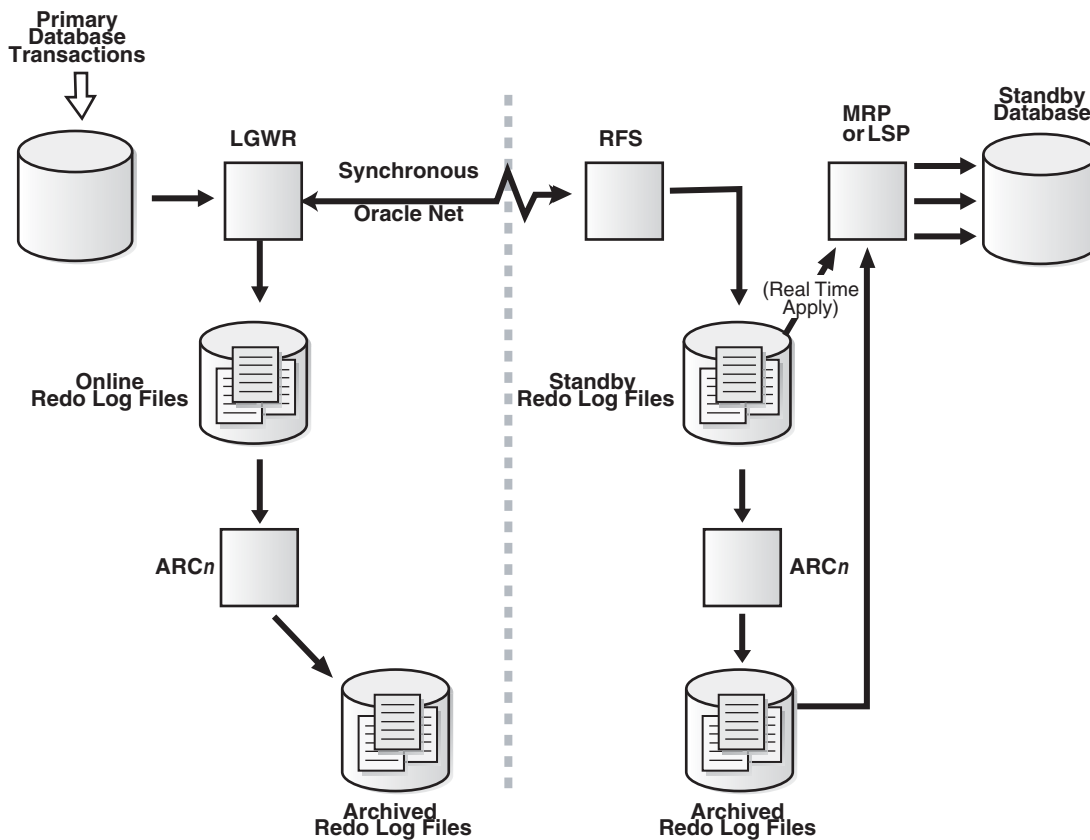 Primary
Database
Transactions
LGWR
Synchronous
Oracle Net
RFS
MRP
or LSP
Standby
Database
(Real Time
Apply)
Online
Redo Log Files
Standby
Redo Log Files
ARCn
ARCn
Archived
Redo Log Files
Archived
Redo Log Files